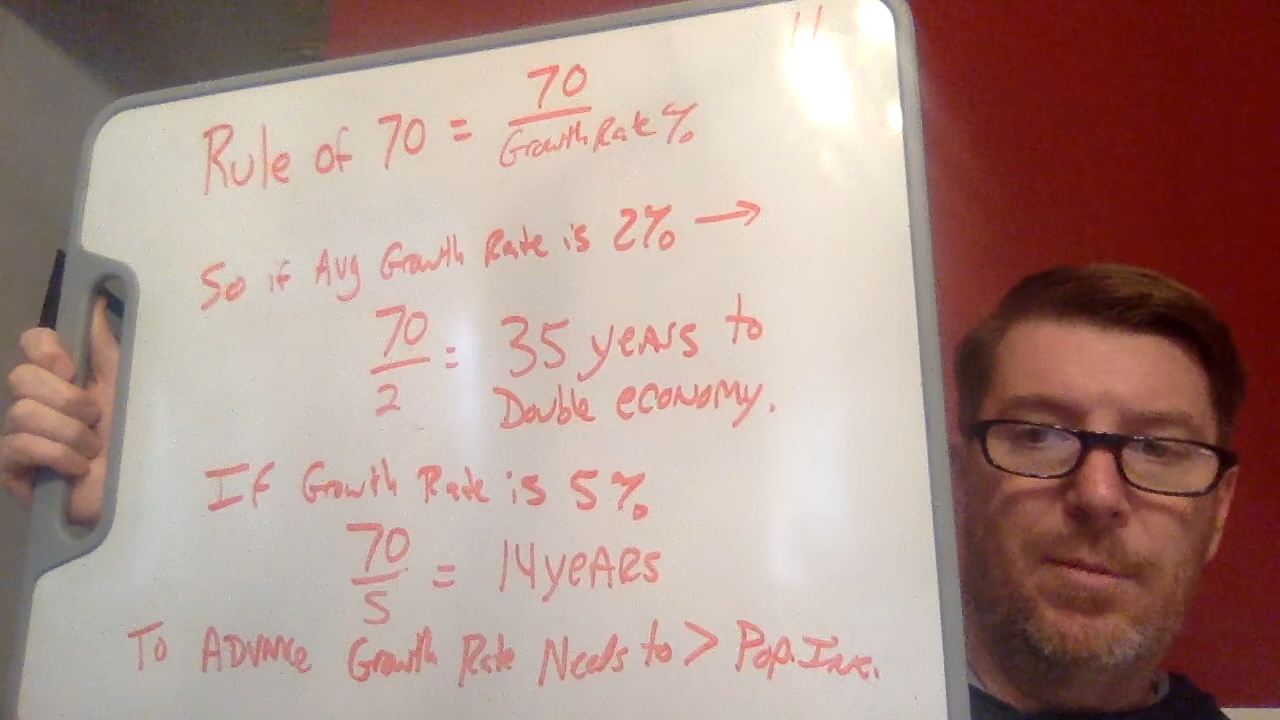 70
Rule of 70 = Growth Rate %
So if Avg Growth Rate is 2% →
70
2 = 35 years to
Double economy.
If Growth Rate is 5%
70
5 = 14 years
To Advance Growth Rate Needs to > Pop. Inc.